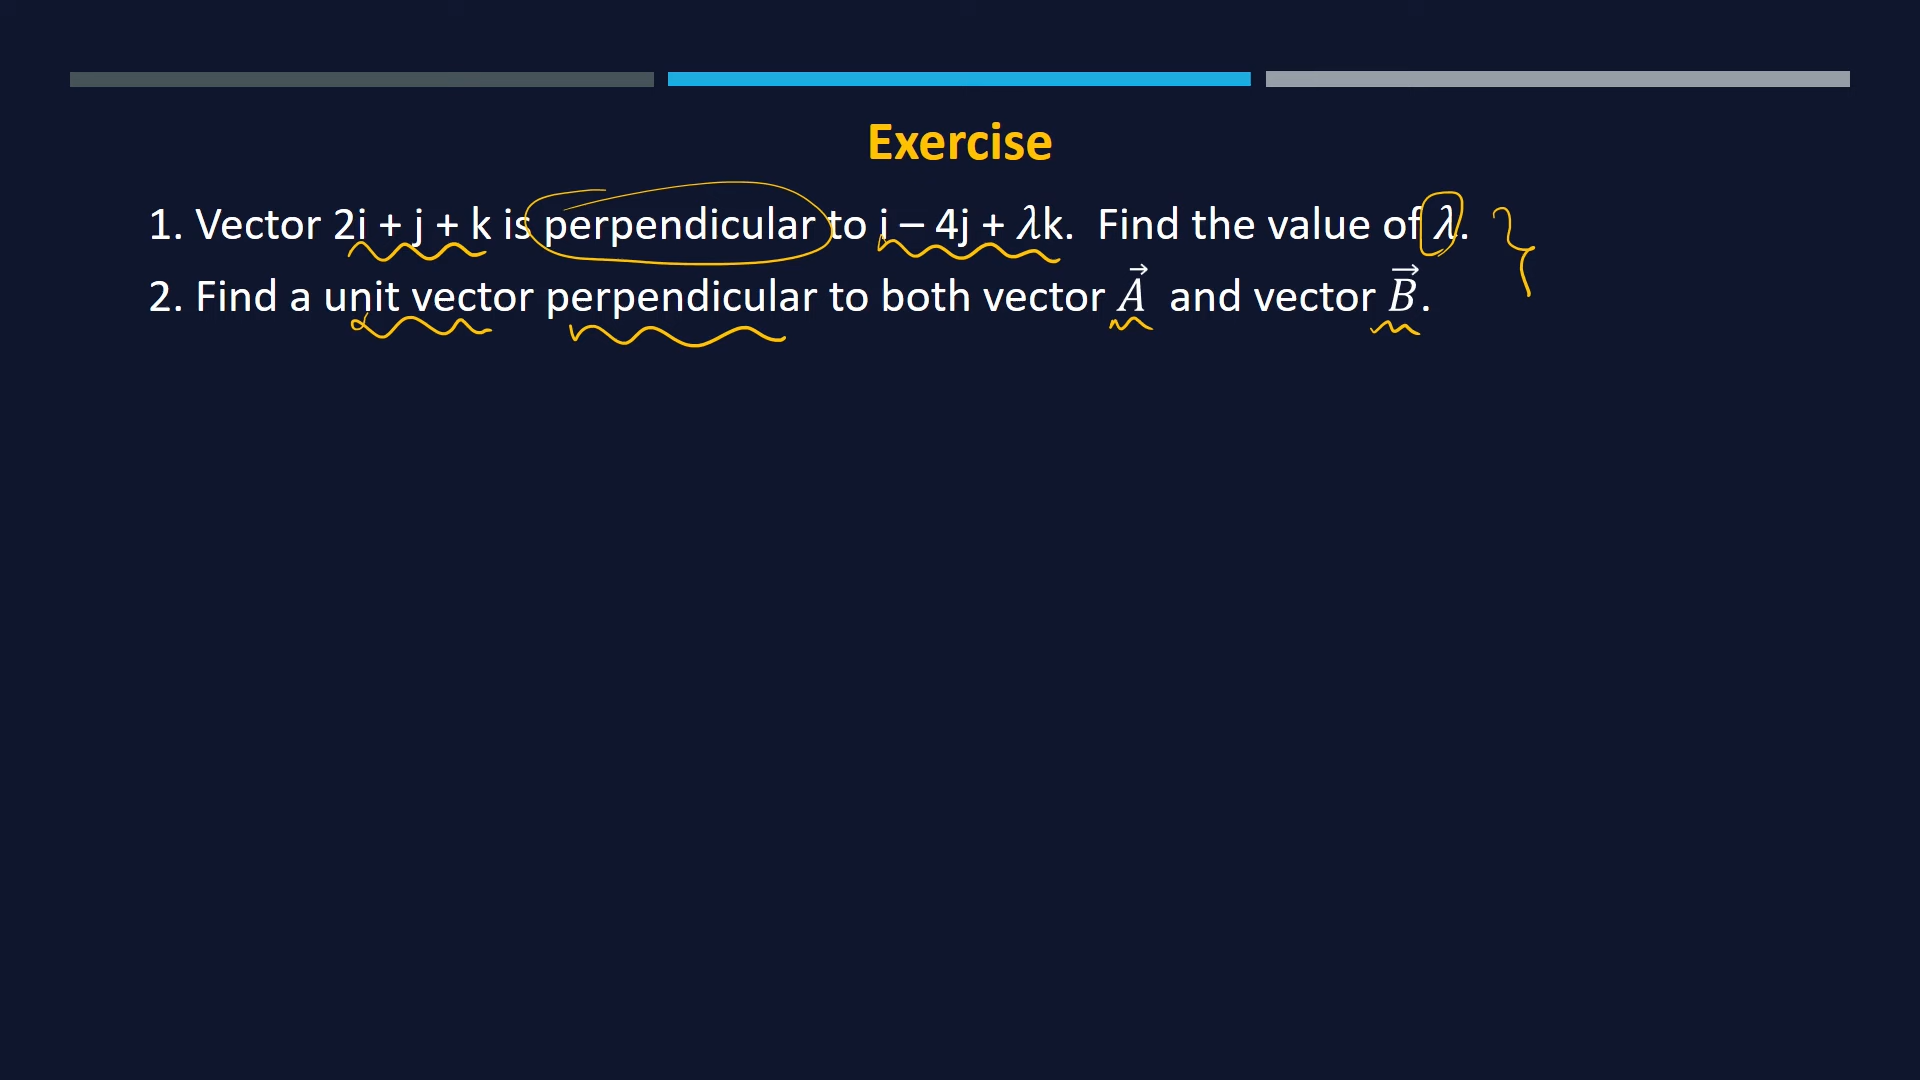 Exercise
1. Vector 2i + j + k is perpendicular to i – 4j + 𝜆k. Find the value of 𝜆.
2. Find a unit vector perpendicular to both vector A⃗ and vector B⃗.